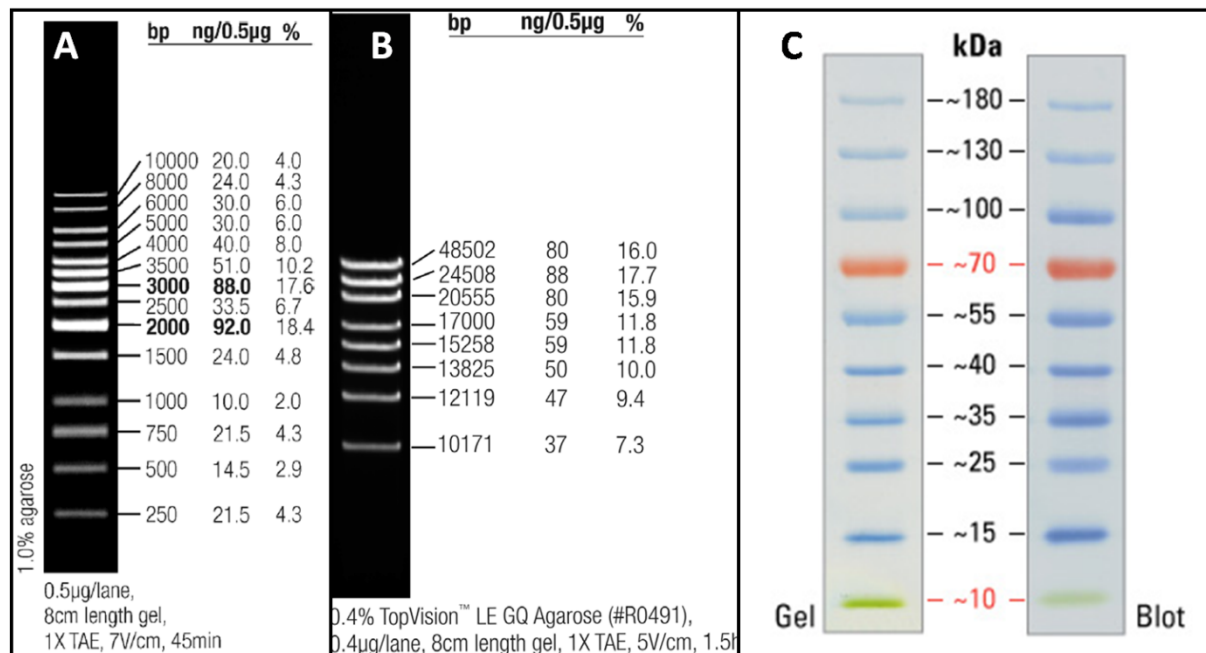 A
bp ng/0.5µg %
10000 20.0 4.0
8000 24.0 4.3
6000 30.0 6.0
5000 30.0 6.0
4000 40.0 8.0
3500 51.0 10.2
3000 88.0 17.6
2500 33.5 6.7
2000 92.0 18.4
1500 24.0 4.8
1000 10.0 2.0
750 21.5 4.3
500 14.5 2.9
250 21.5 4.3
1.0% agarose
0.5µg/lane,
8cm length gel,
1X TAE, 7V/cm, 45min
B
bp ng/0.5µg %
48502 80 16.0
24508 88 17.7
20555 80 15.9
17000 59 11.8
15258 59 11.8
13825 50 10.0
12119 47 9.4
10171 37 7.3
0.4% TopVision™ LE GQ Agarose (#R0491),
0.4µg/lane, 8cm length gel, 1X TAE, 5V/cm, 1.5h
C
kDa
~180
~130
~100
~70
~55
~40
~35
~25
~15
~10
Gel
Blot